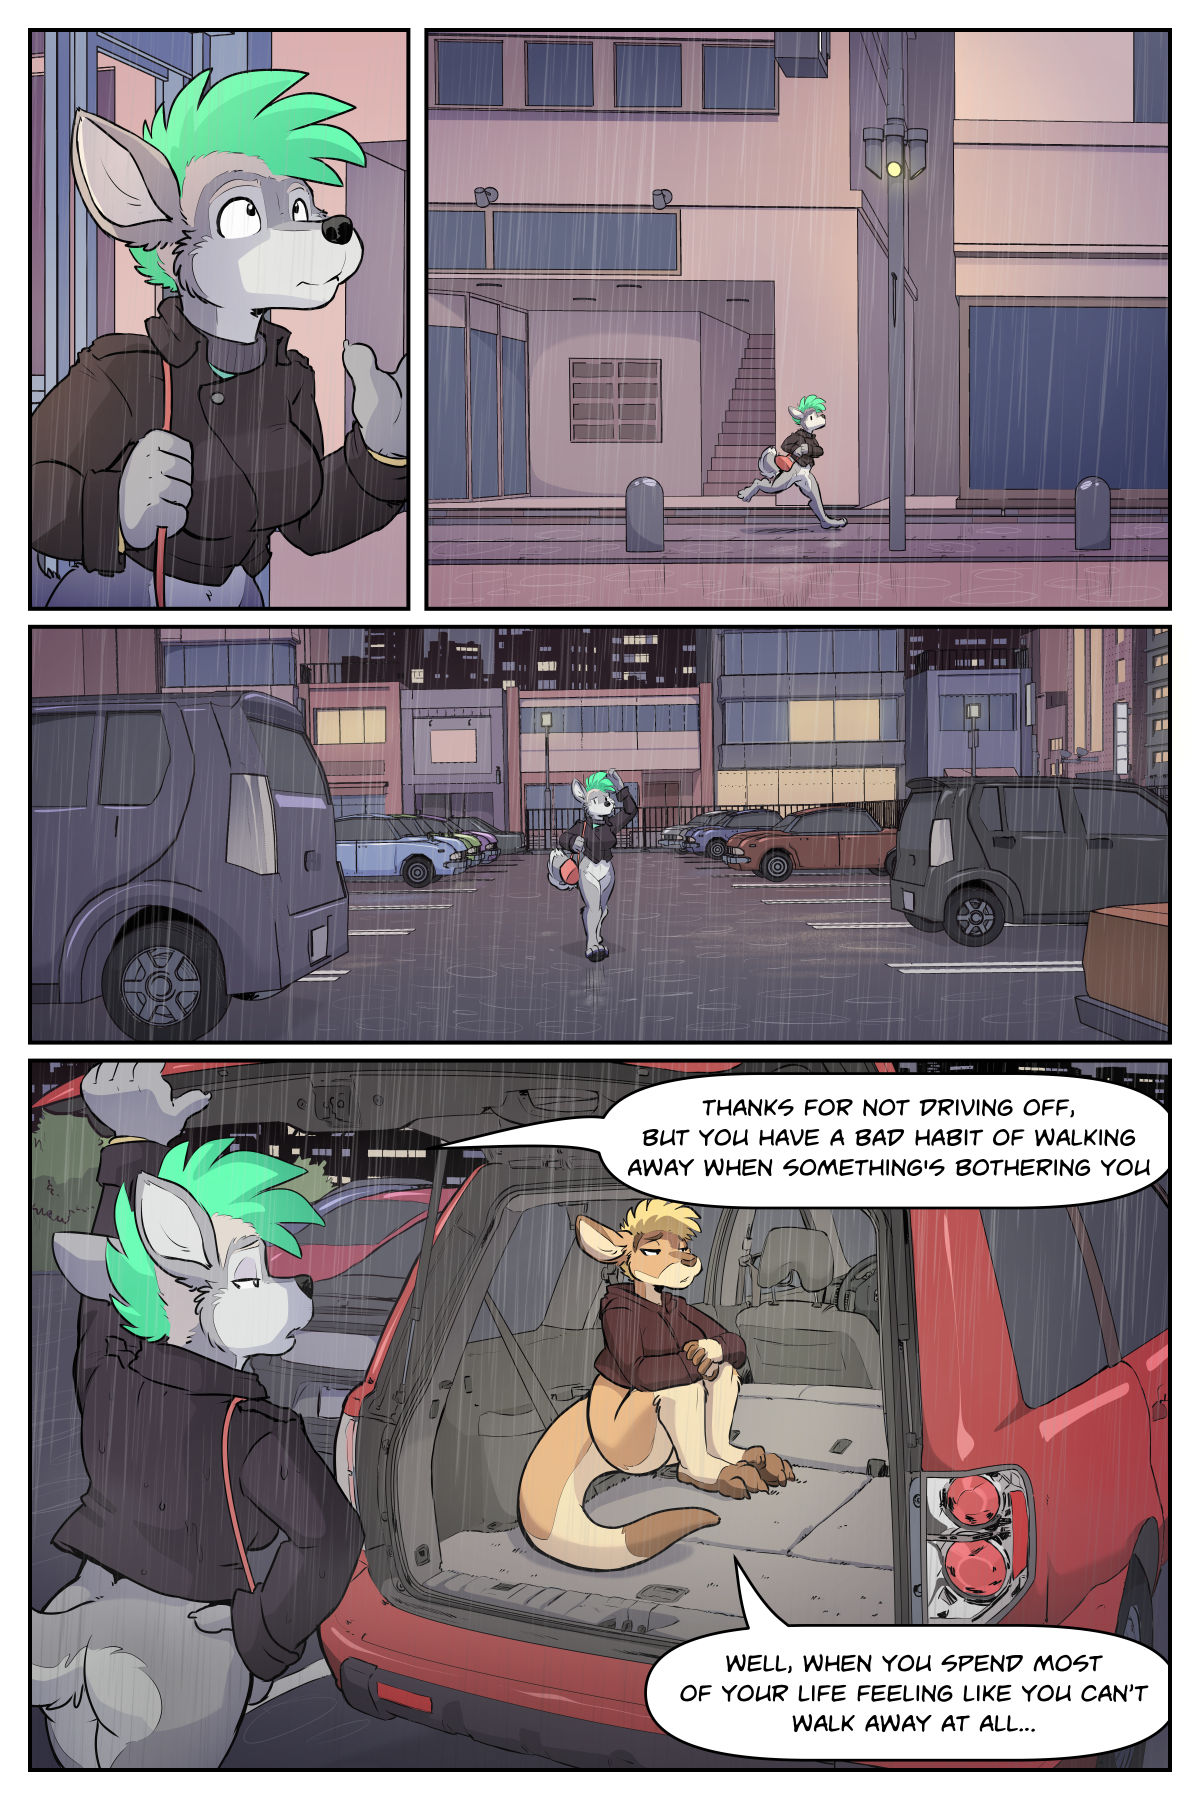 THANKS FOR NOT DRIVING OFF,
BUT YOU HAVE A BAD HABIT OF WALKING
AWAY WHEN SOMETHING'S BOTHERING YOU
WELL, WHEN YOU SPEND MOST
OF YOUR LIFE FEELING LIKE YOU CAN'T
WALK AWAY AT ALL...